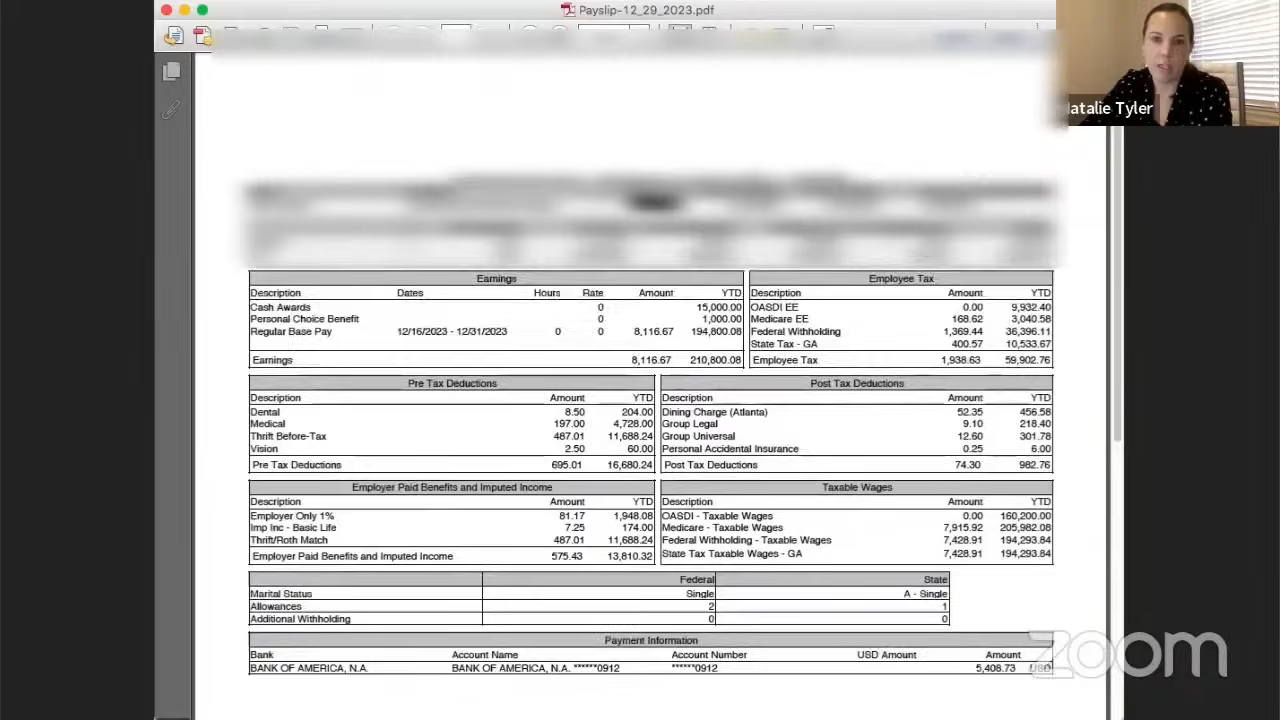 Payslip-12_29_2023.pdf
Natalie Tyler
Earnings
Description Dates Hours Rate Amount YTD
Cash Awards 0 15,000.00
Personal Choice Benefit 0 1,000.00
Regular Base Pay 12/16/2023 - 12/31/2023 0 0 8,116.67 194,800.08
Earnings 8,116.67 210,800.08
Employee Tax
Description Amount YTD
OASDI EE 0.00 9,932.40
Medicare EE 168.62 3,040.58
Federal Withholding 1,369.44 36,396.11
State Tax - GA 400.57 10,533.67
Employee Tax 1,938.63 59,902.76
Pre Tax Deductions
Description Amount YTD
Dental 8.50 204.00
Medical 197.00 4,728.00
Thrift Before-Tax 487.01 11,688.24
Vision 2.50 60.00
Pre Tax Deductions 695.01 16,680.24
Post Tax Deductions
Description Amount YTD
Dining Charge (Atlanta) 52.35 456.58
Group Legal 9.10 218.40
Group Universal 12.60 301.78
Personal Accidental Insurance 0.25 6.00
Post Tax Deductions 74.30 982.76
Employer Paid Benefits and Imputed Income
Description Amount YTD
Employer Only 1% 81.17 1,948.08
Imp Inc - Basic Life 7.25 174.00
Thrift/Roth Match 487.01 11,688.24
Employer Paid Benefits and Imputed Income 575.43 13,810.32
Taxable Wages
Description Amount YTD
OASDI - Taxable Wages 0.00 160,200.00
Medicare - Taxable Wages 7,915.92 205,982.08
Federal Withholding - Taxable Wages 7,428.91 194,293.84
State Tax Taxable Wages - GA 7,428.91 194,293.84
Federal State
Marital Status Single A - Single
Allowances 2 1
Additional Withholding 0 0
Payment Information
Bank Account Name Account Number USD Amount Amount
BANK OF AMERICA, N.A. BANK OF AMERICA, N.A. ******0912 ******0912 5,408.73 USD
zoom